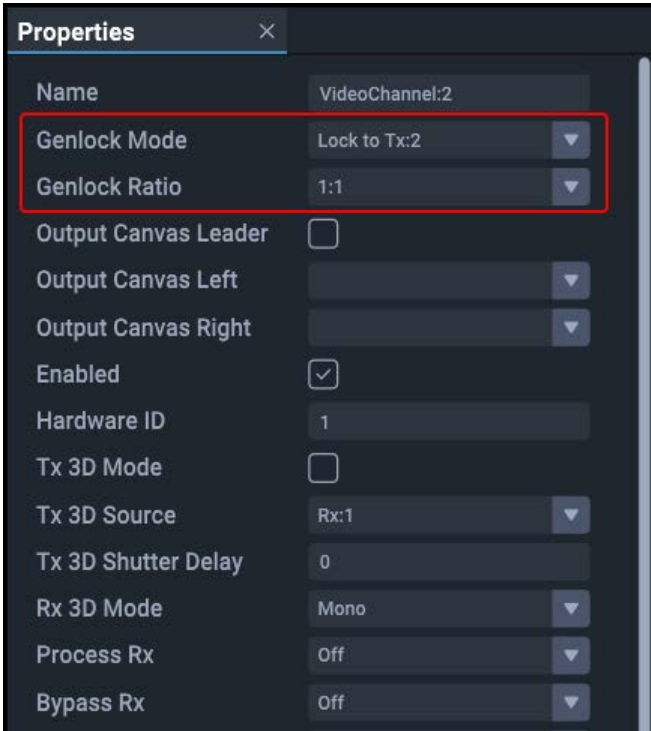 Properties ×
Name VideoChannel:2
Genlock Mode Lock to Tx:2
Genlock Ratio 1:1
Output Canvas Leader
Output Canvas Left
Output Canvas Right
Enabled
Hardware ID 1
Tx 3D Mode
Tx 3D Source Rx:1
Tx 3D Shutter Delay 0
Rx 3D Mode Mono
Process Rx Off
Bypass Rx Off